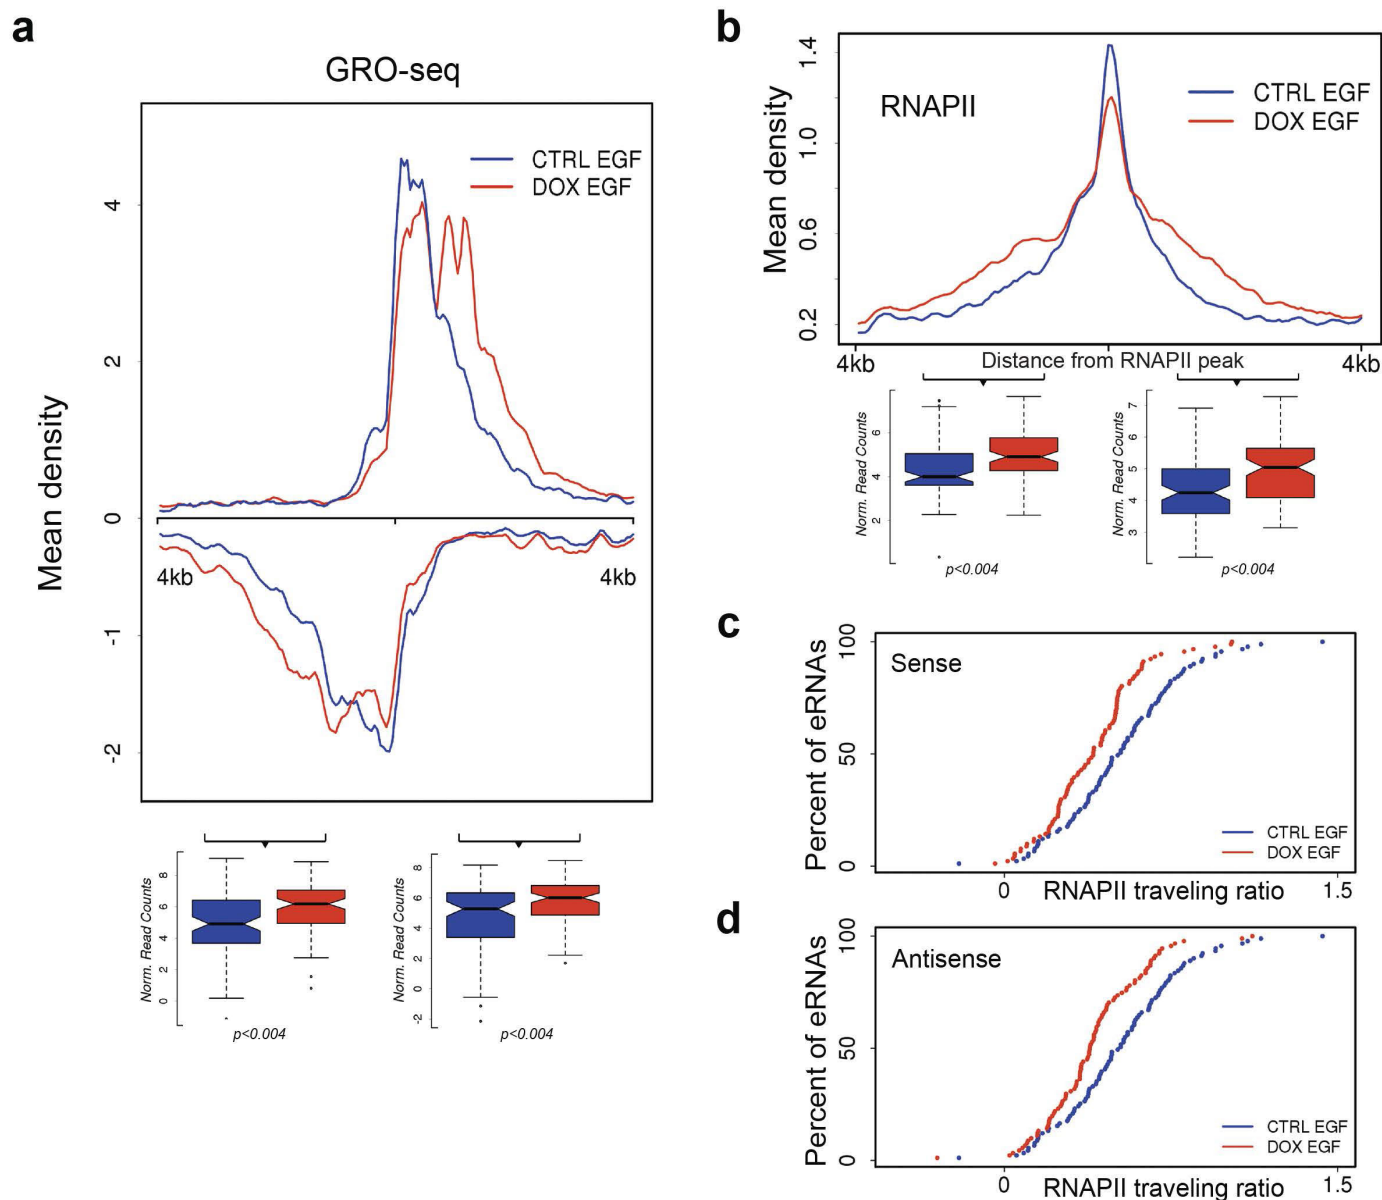 a
GRO-seq
CTRL EGF
DOX EGF
Mean density
4
2
0
-1
-2
4kb
4kb
Norm. Read Counts
8
6
4
2
0
p<0.004
Norm. Read Counts
8
6
4
2
0
-2
p<0.004
b
RNAPII
CTRL EGF
DOX EGF
Mean density
1.4
1.0
0.6
0.2
4kb
Distance from RNAPII peak
4kb
Norm. Read Counts
6
4
2
p<0.004
Norm. Read Counts
7
6
5
4
3
p<0.004
c
Sense
Percent of eRNAs
100
50
0
CTRL EGF
DOX EGF
0
RNAPII traveling ratio
1.5
d
Antisense
Percent of eRNAs
100
50
0
CTRL EGF
DOX EGF
0
RNAPII traveling ratio
1.5